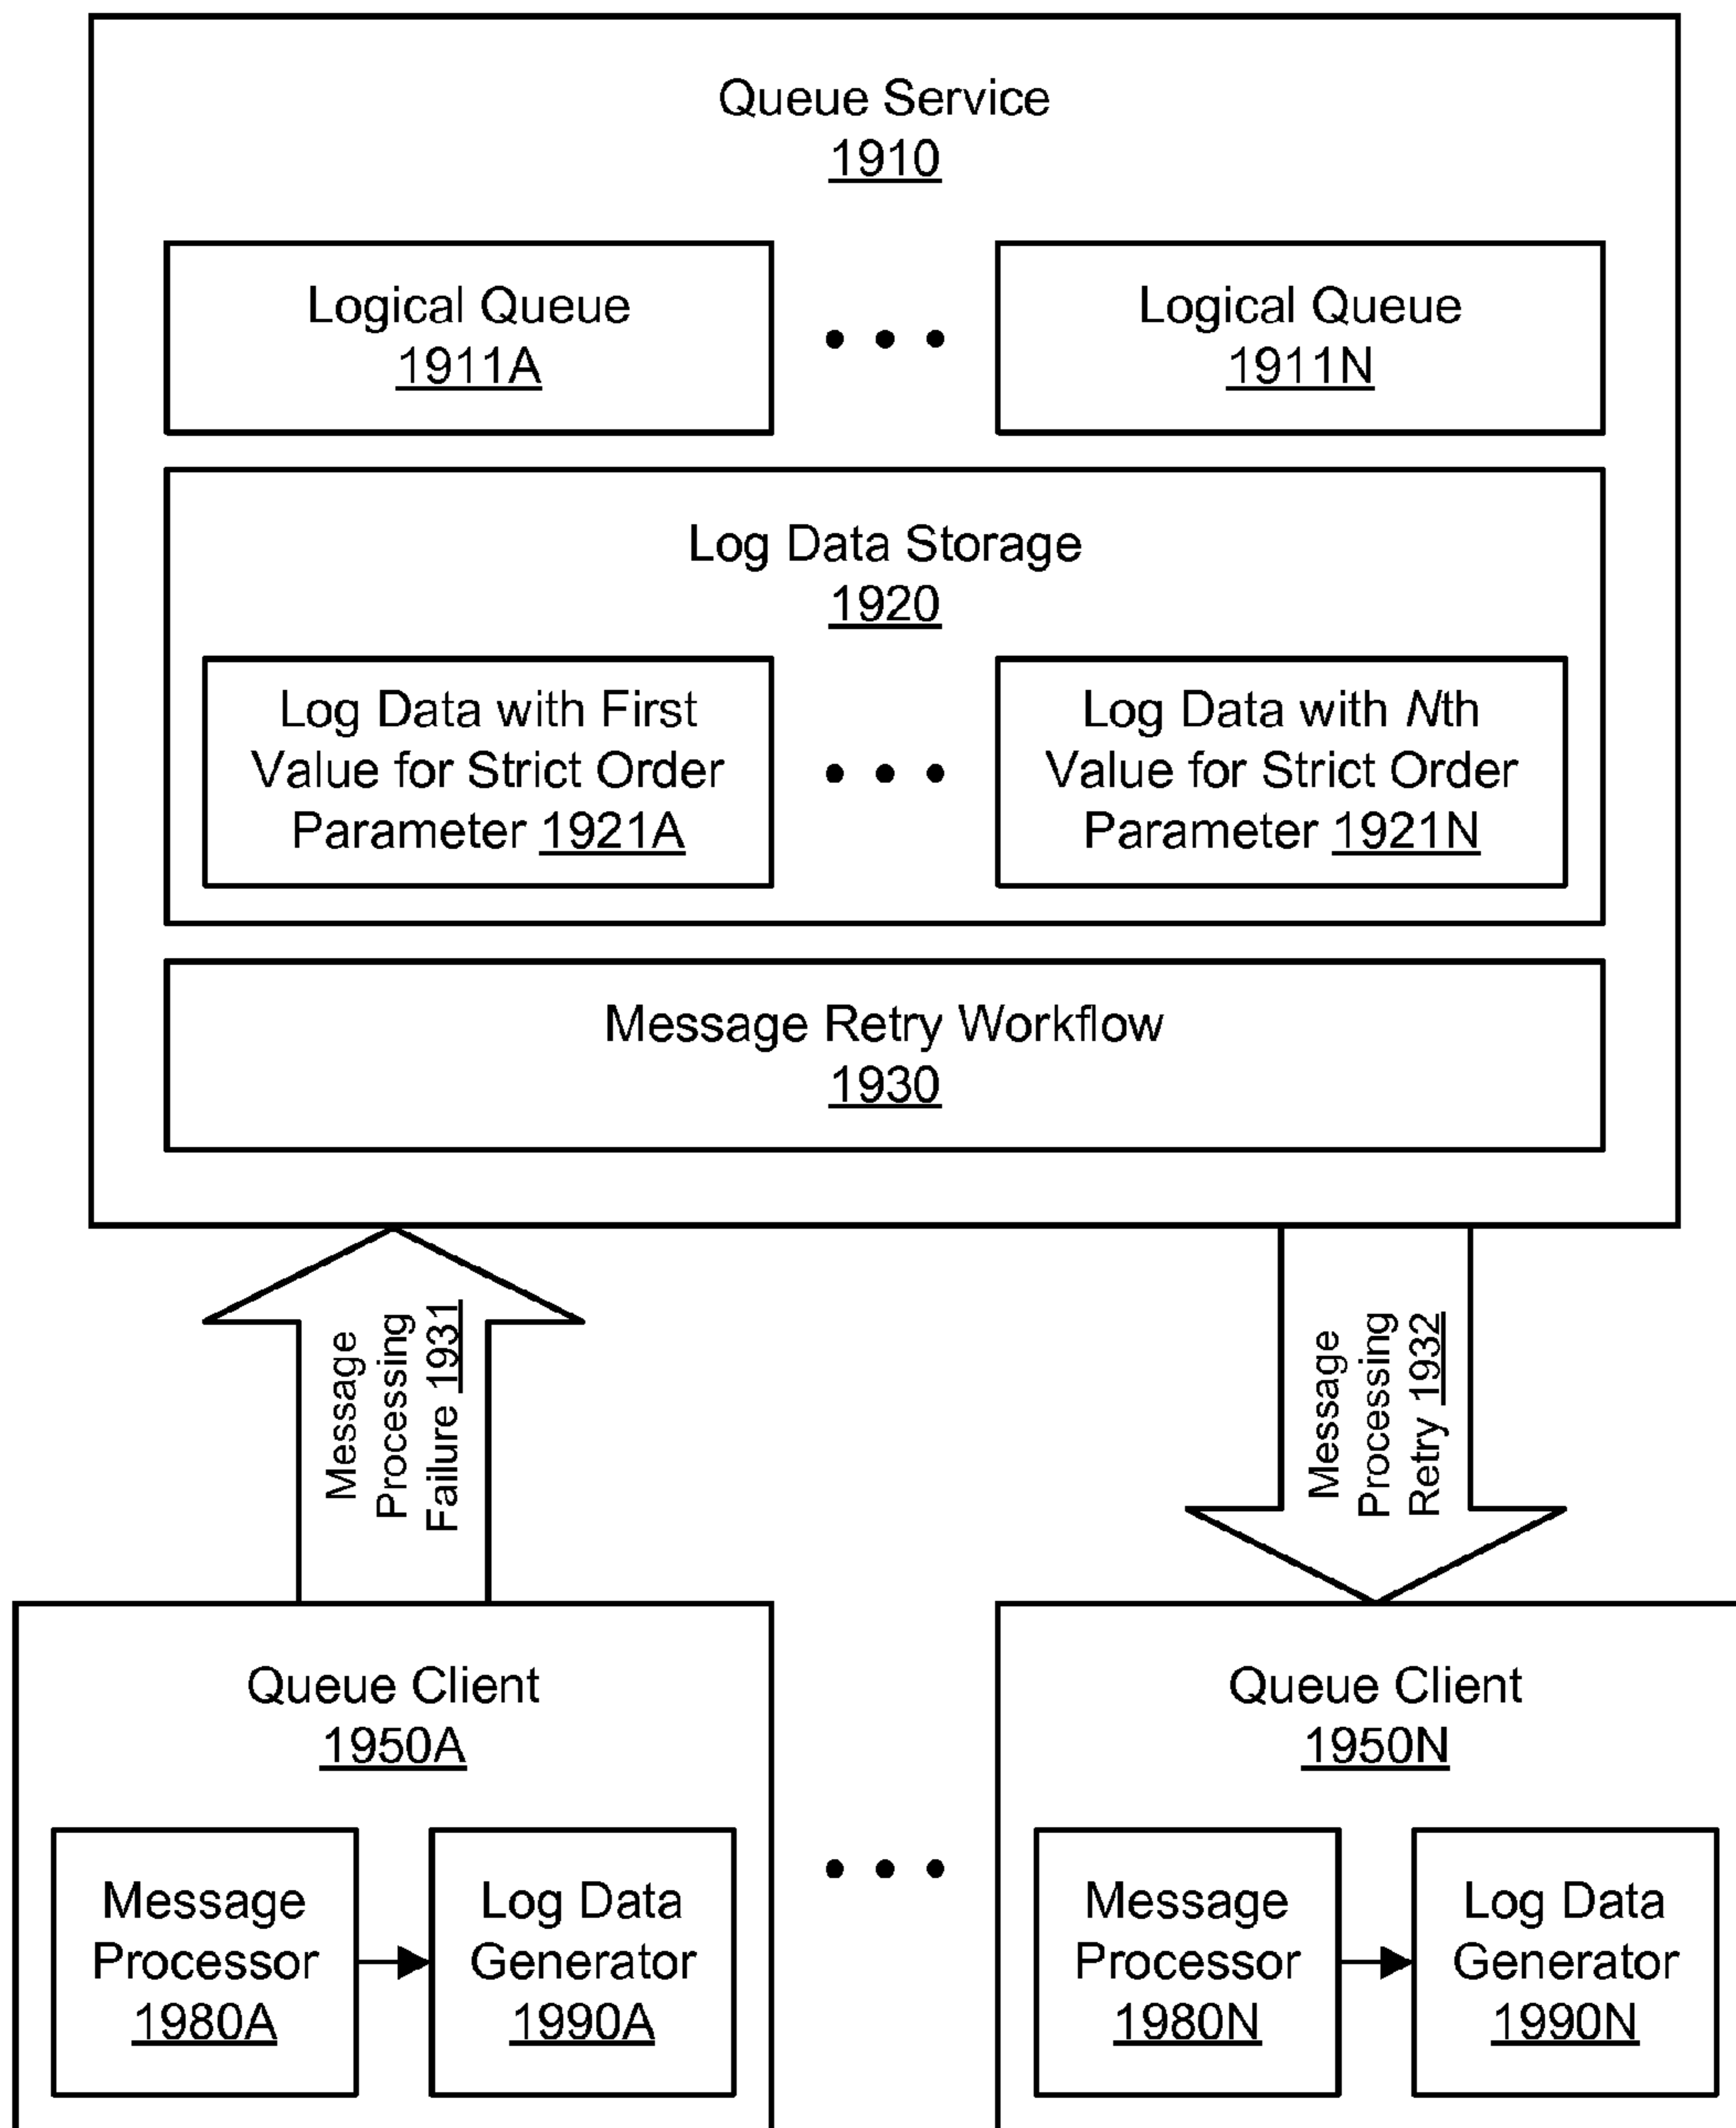 Queue Service
1910
Logical Queue
1911A
Logical Queue
1911N
Log Data Storage
1920
Log Data with First
Value for Strict Order
Parameter 1921A
Log Data with Nth
Value for Strict Order
Parameter 1921N
Message Retry Workflow
1930
Message
Processing
Failure 1931
Message
Processing
Retry 1932
Queue Client
1950A
Message
Processor
1980A
Log Data
Generator
1990A
Queue Client
1950N
Message
Processor
1980N
Log Data
Generator
1990N